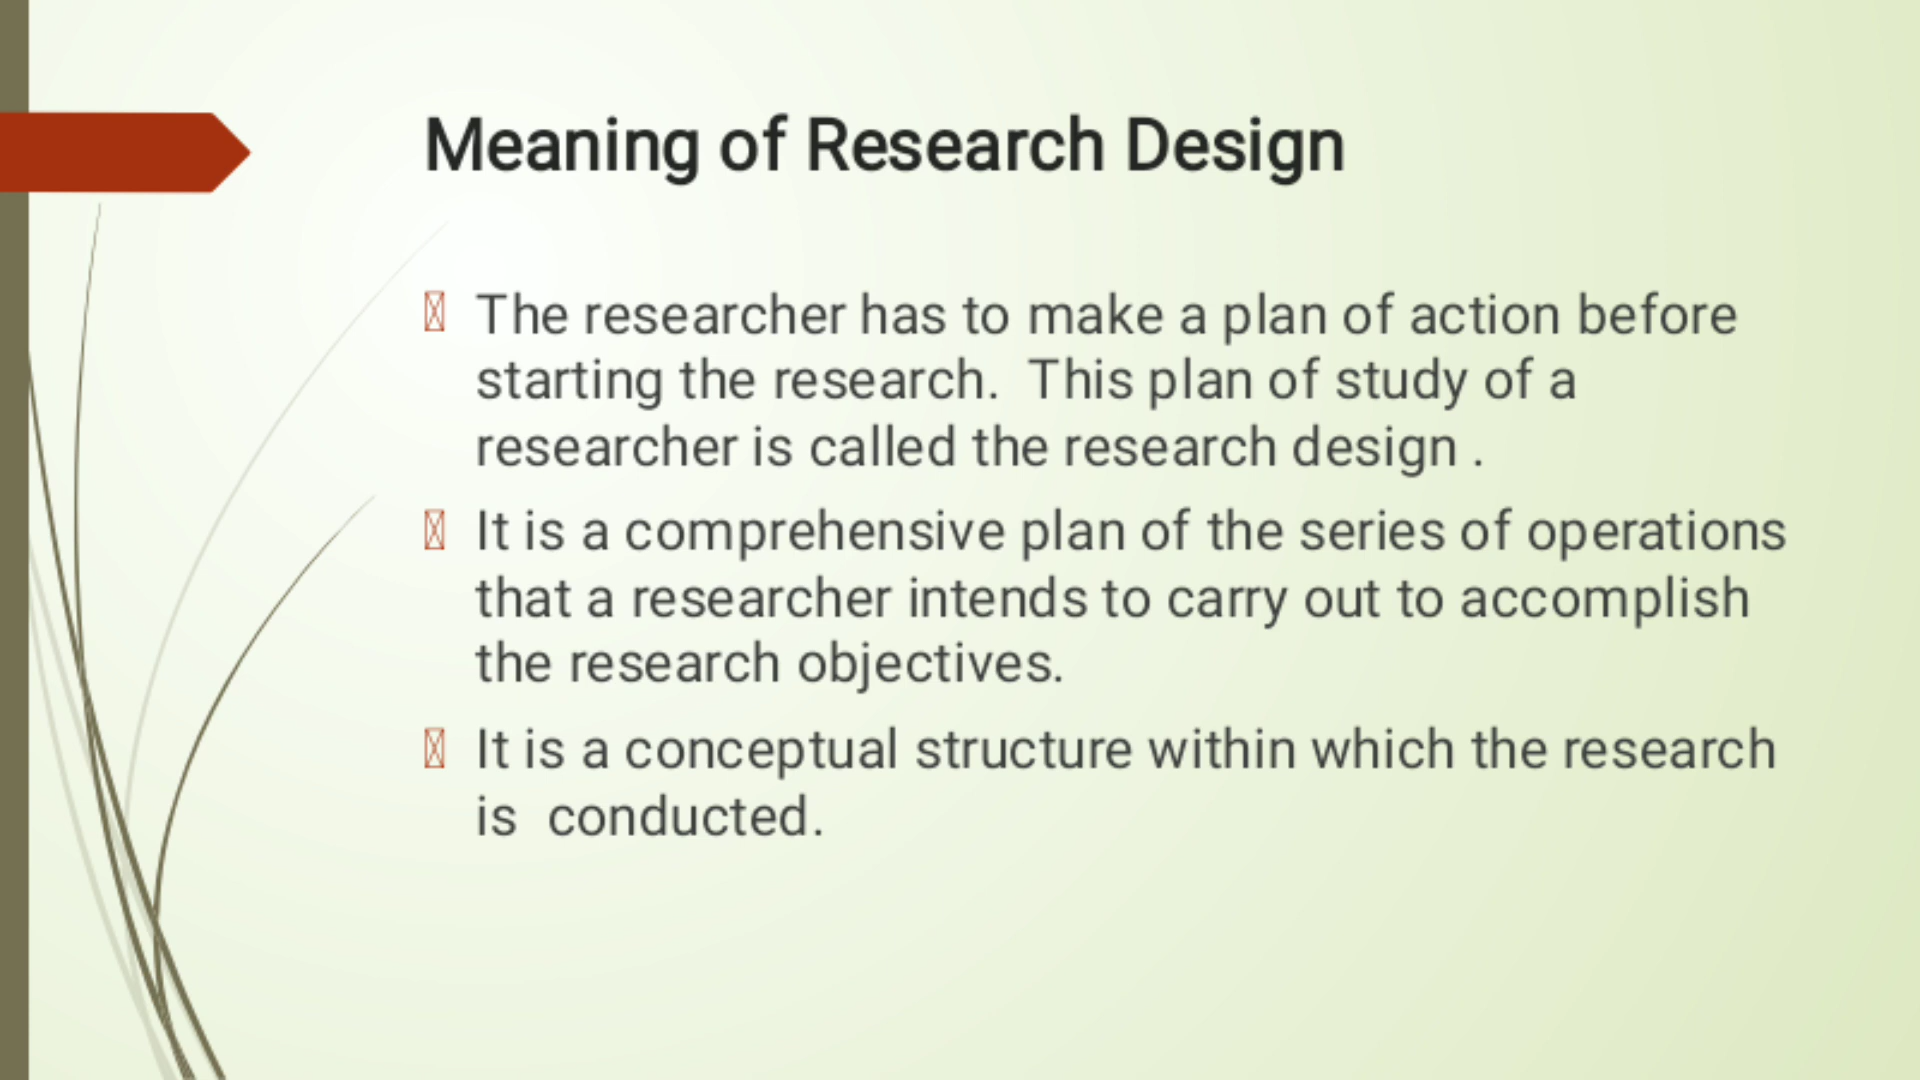 Meaning of Research Design
The researcher has to make a plan of action before
starting the research.  This plan of study of a
researcher is called the research design .
It is a comprehensive plan of the series of operations
that a researcher intends to carry out to accomplish
the research objectives.
It is a conceptual structure within which the research
is  conducted.